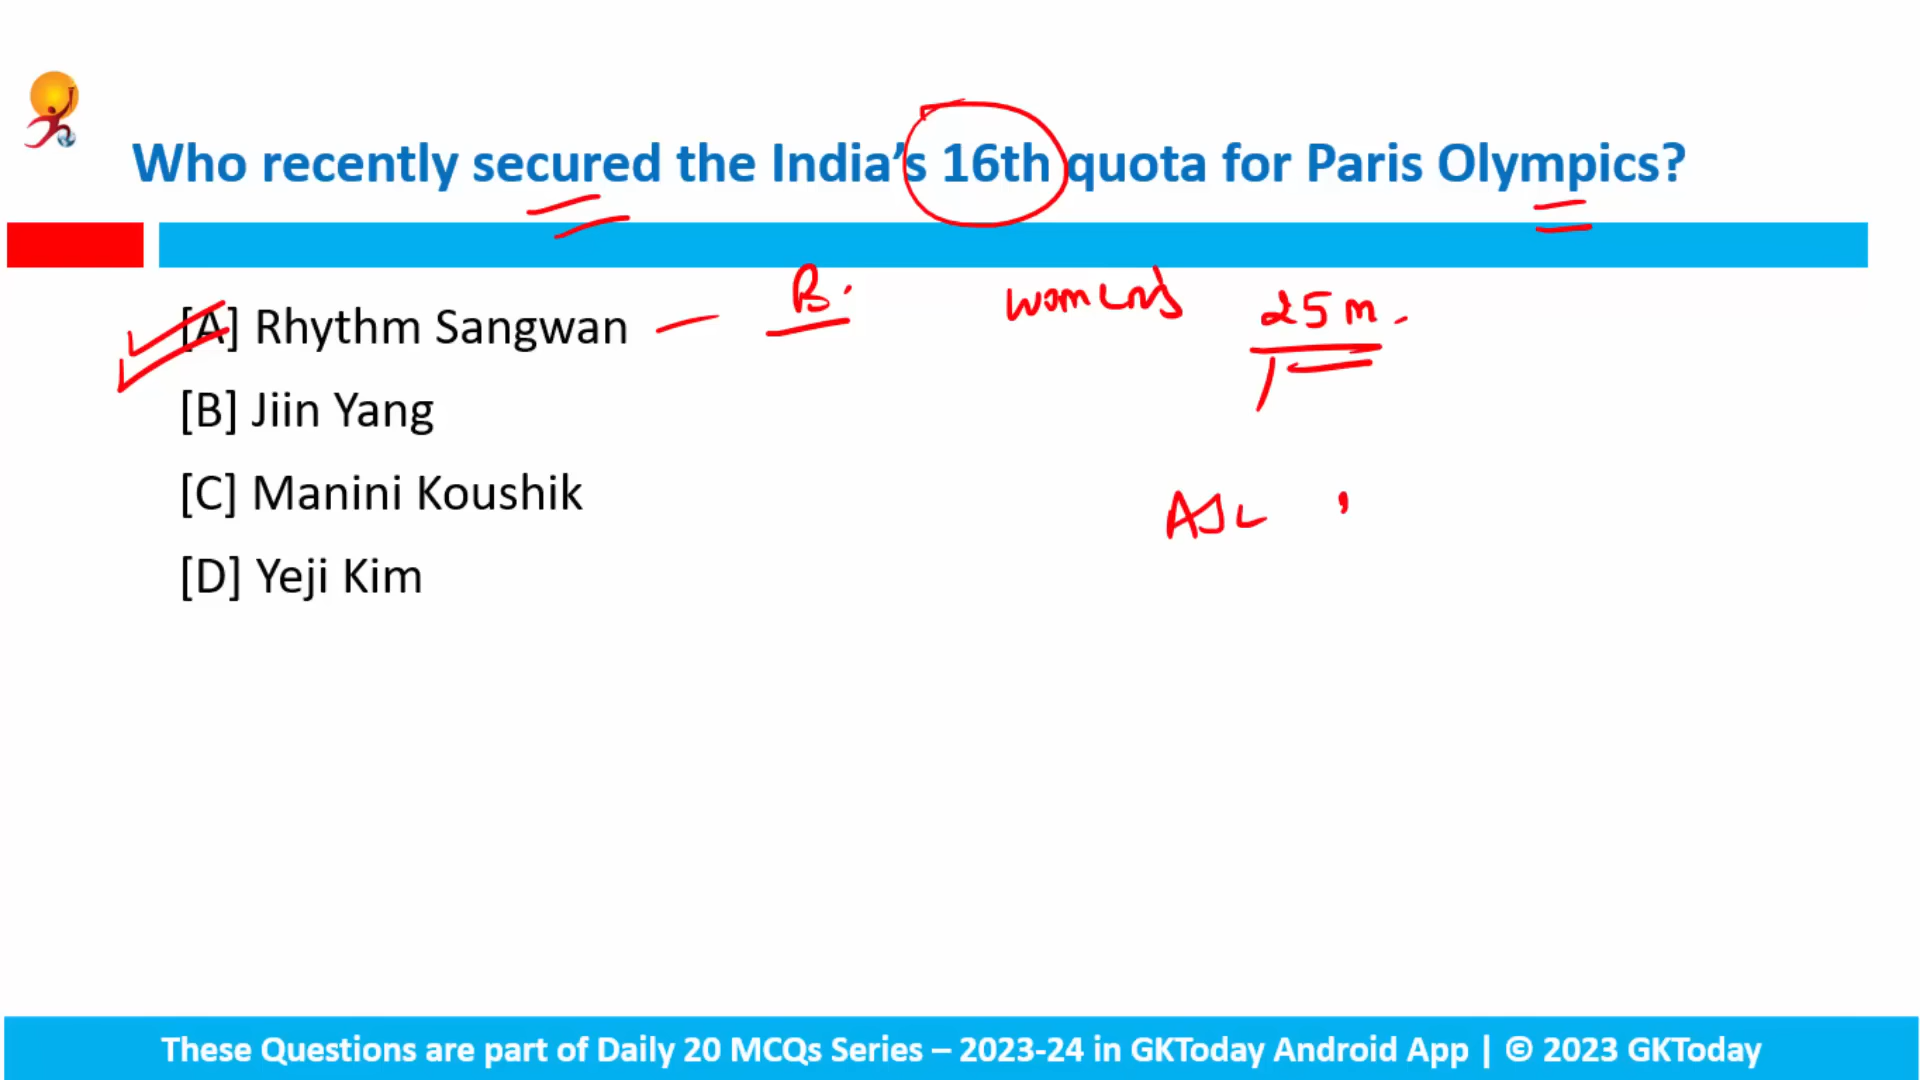 Who recently secured the India's 16th quota for Paris Olympics?
[A] Rhythm Sangwan – B. women's 25 m.
[B] Jiin Yang
[C] Manini Koushik
[D] Yeji Kim
These Questions are part of Daily 20 MCQs Series – 2023-24 in GKToday Android App | © 2023 GKToday